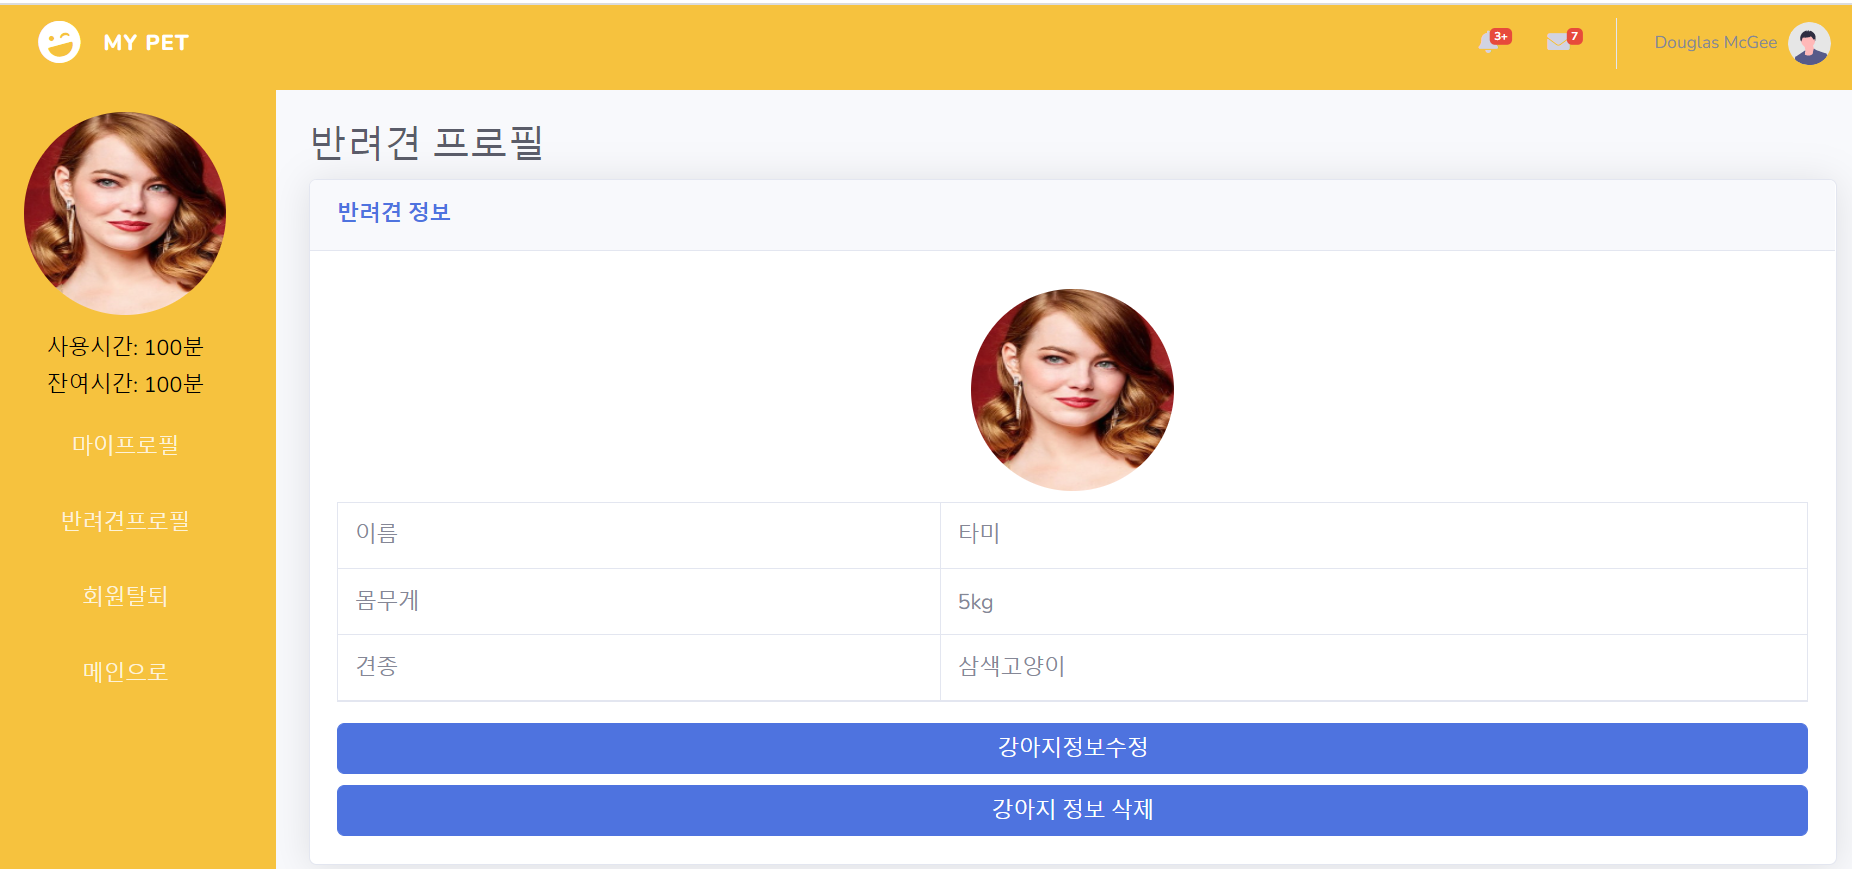 MY PET
3+
7
Douglas McGee
사용시간: 100분
잔여시간: 100분
마이프로필
반려견프로필
회원탈퇴
메인으로
반려견 프로필
반려견 정보
이름 타미
몸무게 5kg
견종 삼색고양이
강아지정보수정
강아지 정보 삭제